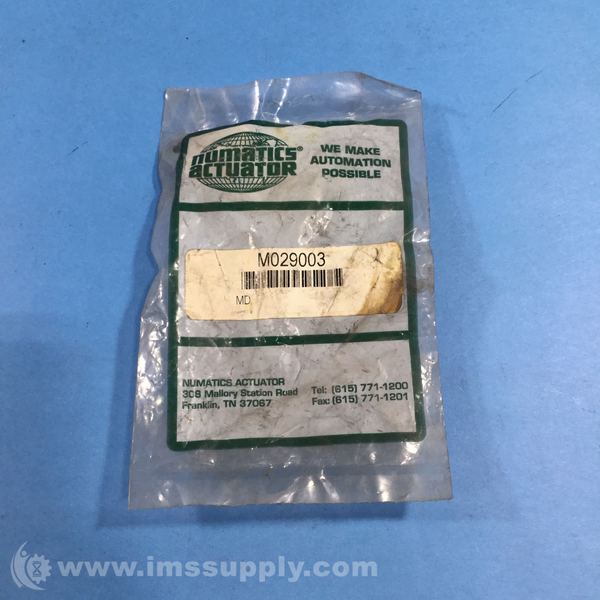 NUMATICS®
ACTUATOR
WE MAKE
AUTOMATION
POSSIBLE
M029003
MD
NUMATICS ACTUATOR
308 Mallory Station Road
Franklin, TN 37067
Tel: (615) 771-1200
Fax: (615) 771-1201
www.imssupply.com